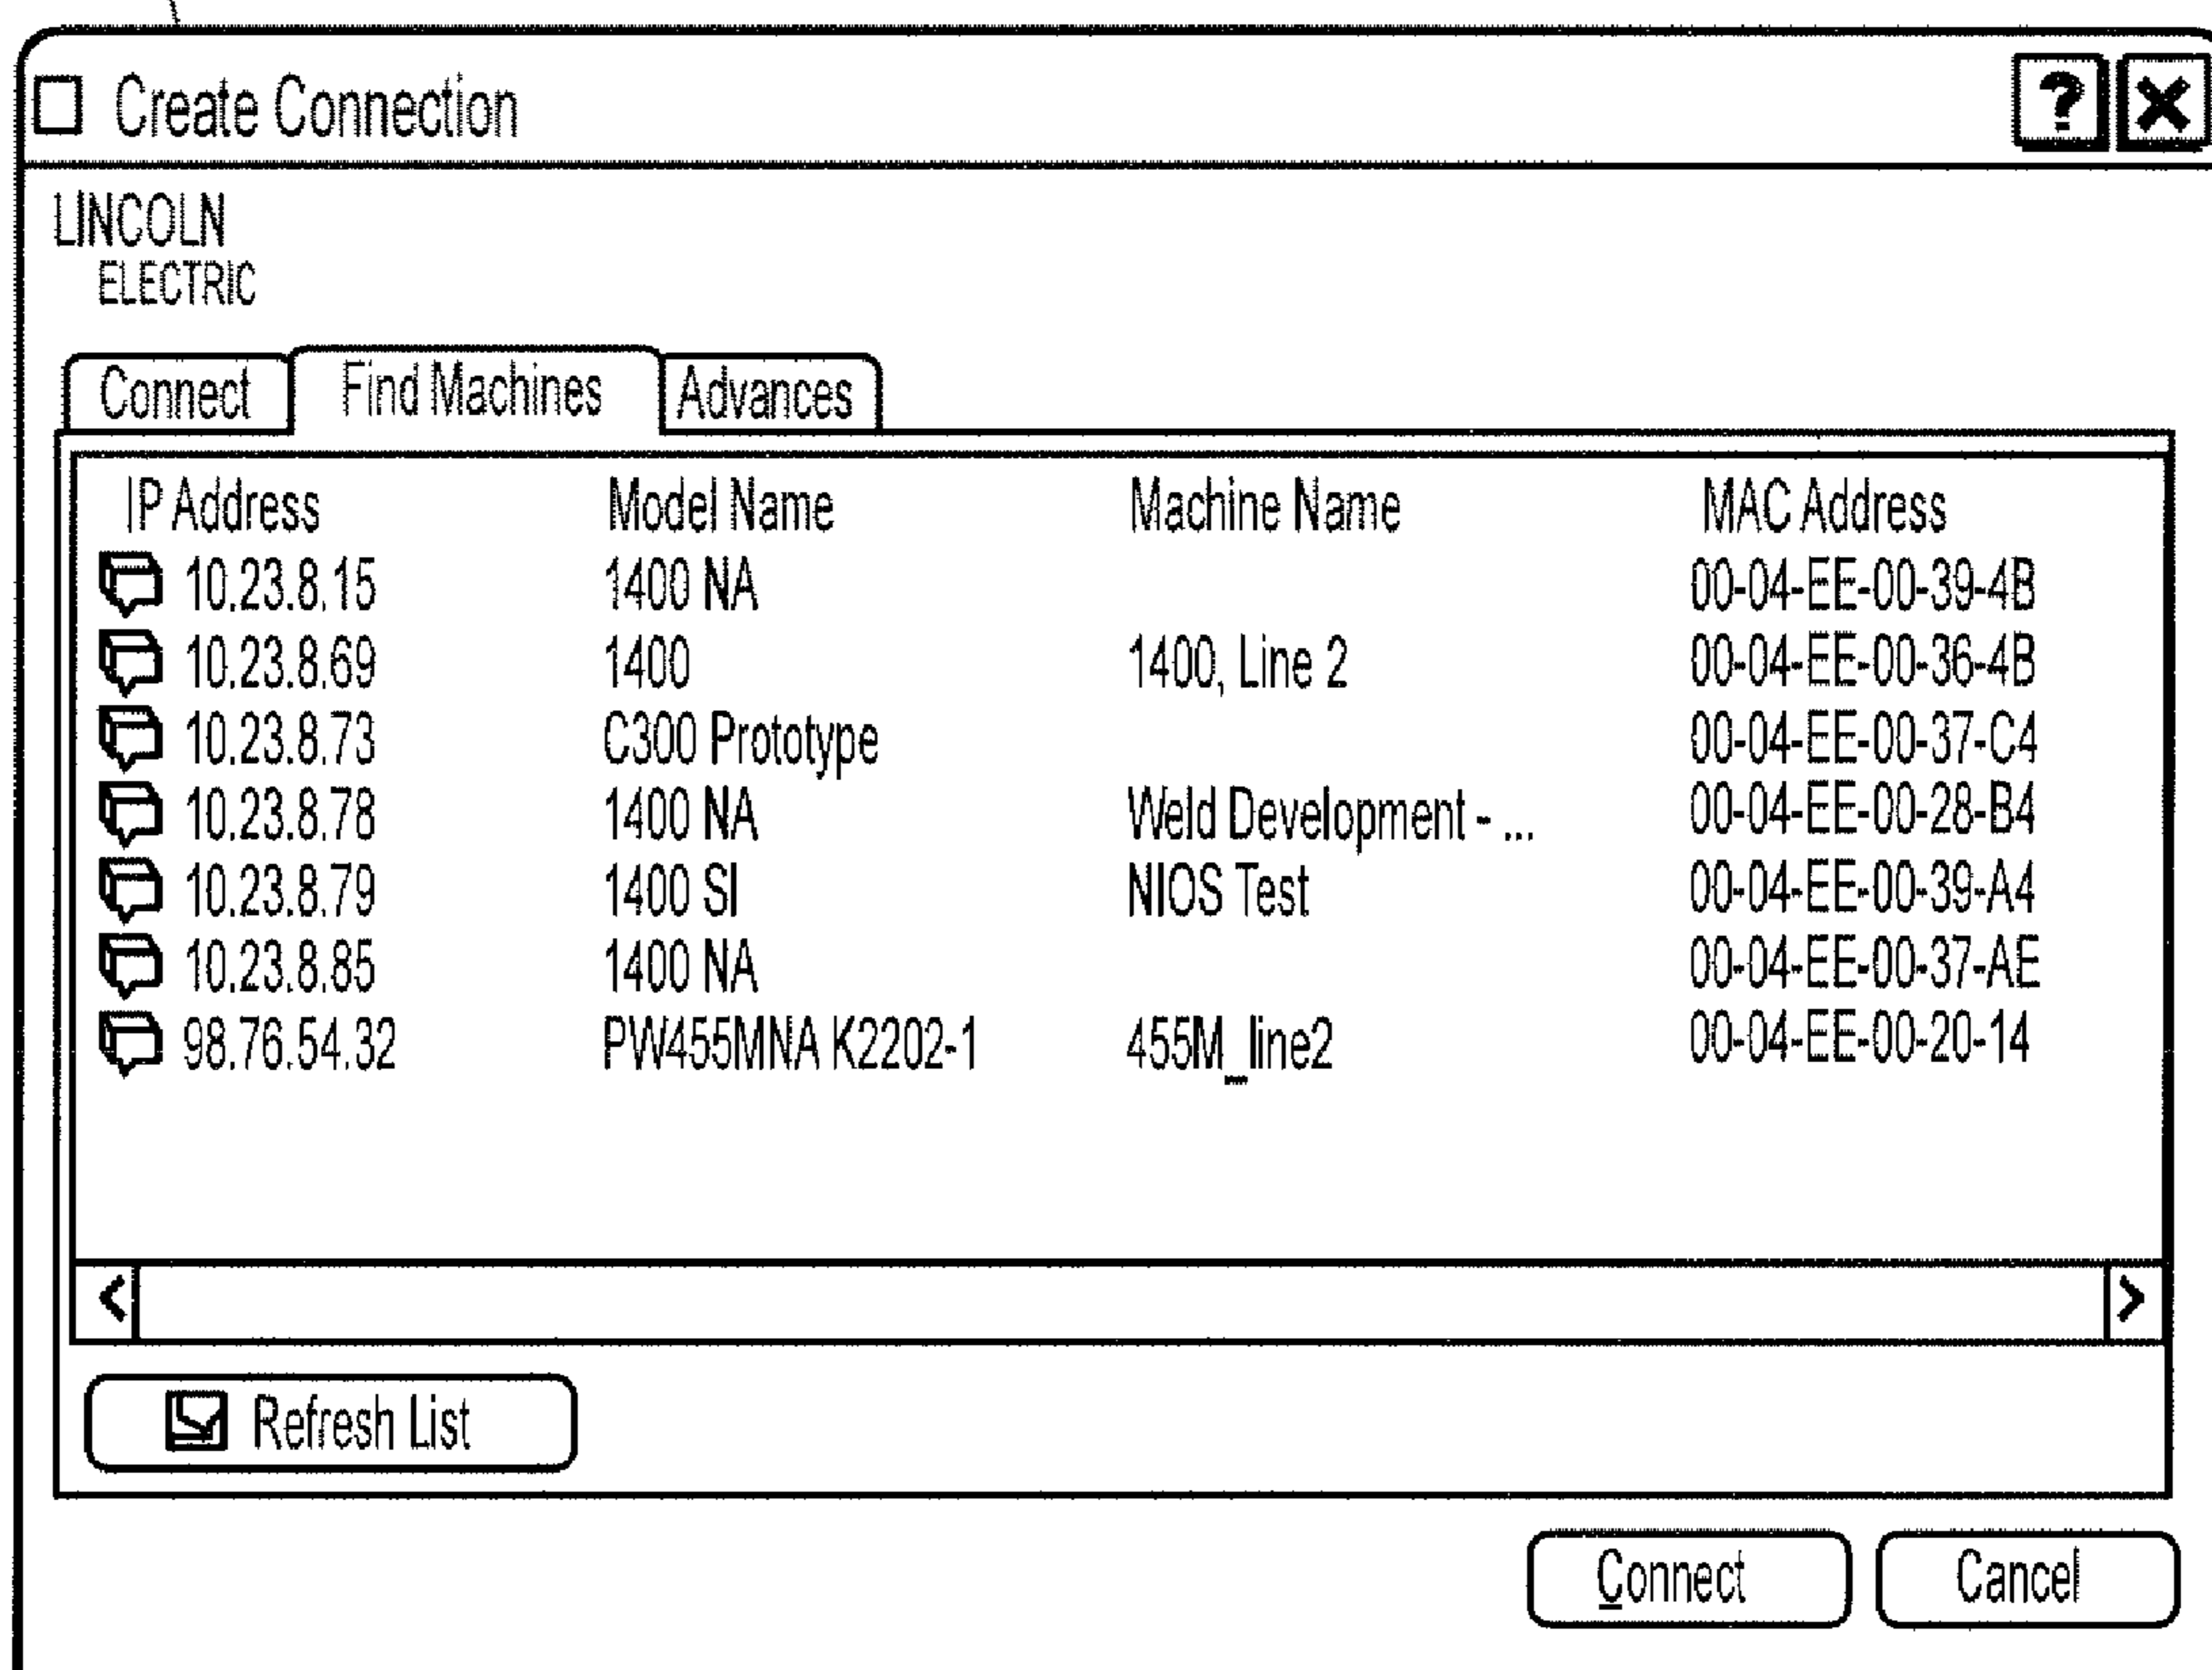 Create Connection ? X
LINCOLN
ELECTRIC
Connect Find Machines Advances
IP Address Model Name Machine Name MAC Address
10.23.8.15 1400 NA 00-04-EE-00-39-4B
10.23.8.69 1400 1400, Line 2 00-04-EE-00-36-4B
10.23.8.73 C300 Prototype 00-04-EE-00-37-C4
10.23.8.78 1400 NA Weld Development - ... 00-04-EE-00-28-B4
10.23.8.79 1400 SI NIOS Test 00-04-EE-00-39-A4
10.23.8.85 1400 NA 00-04-EE-00-37-AE
98.76.54.32 PW455MNA K2202-1 455M_line2 00-04-EE-00-20-14
< >
Refresh List
Connect Cancel